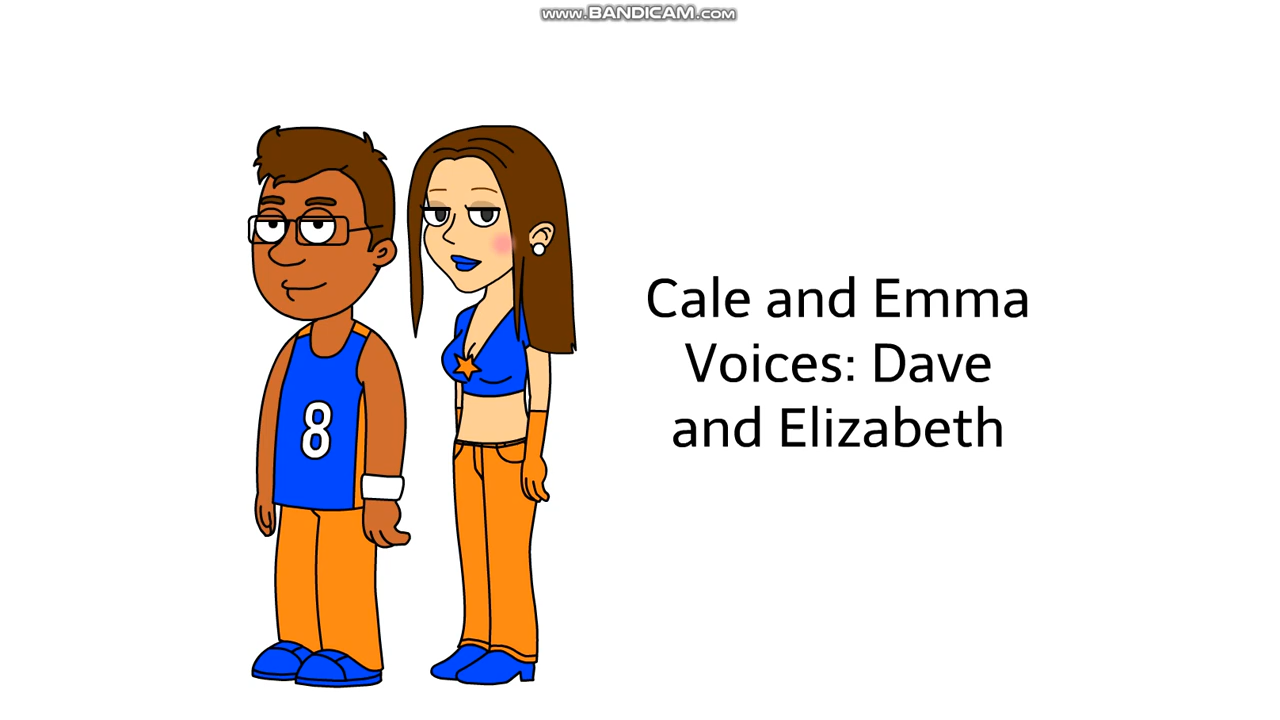 www.BANDICAM.com
8
Cale and Emma
Voices: Dave
and Elizabeth